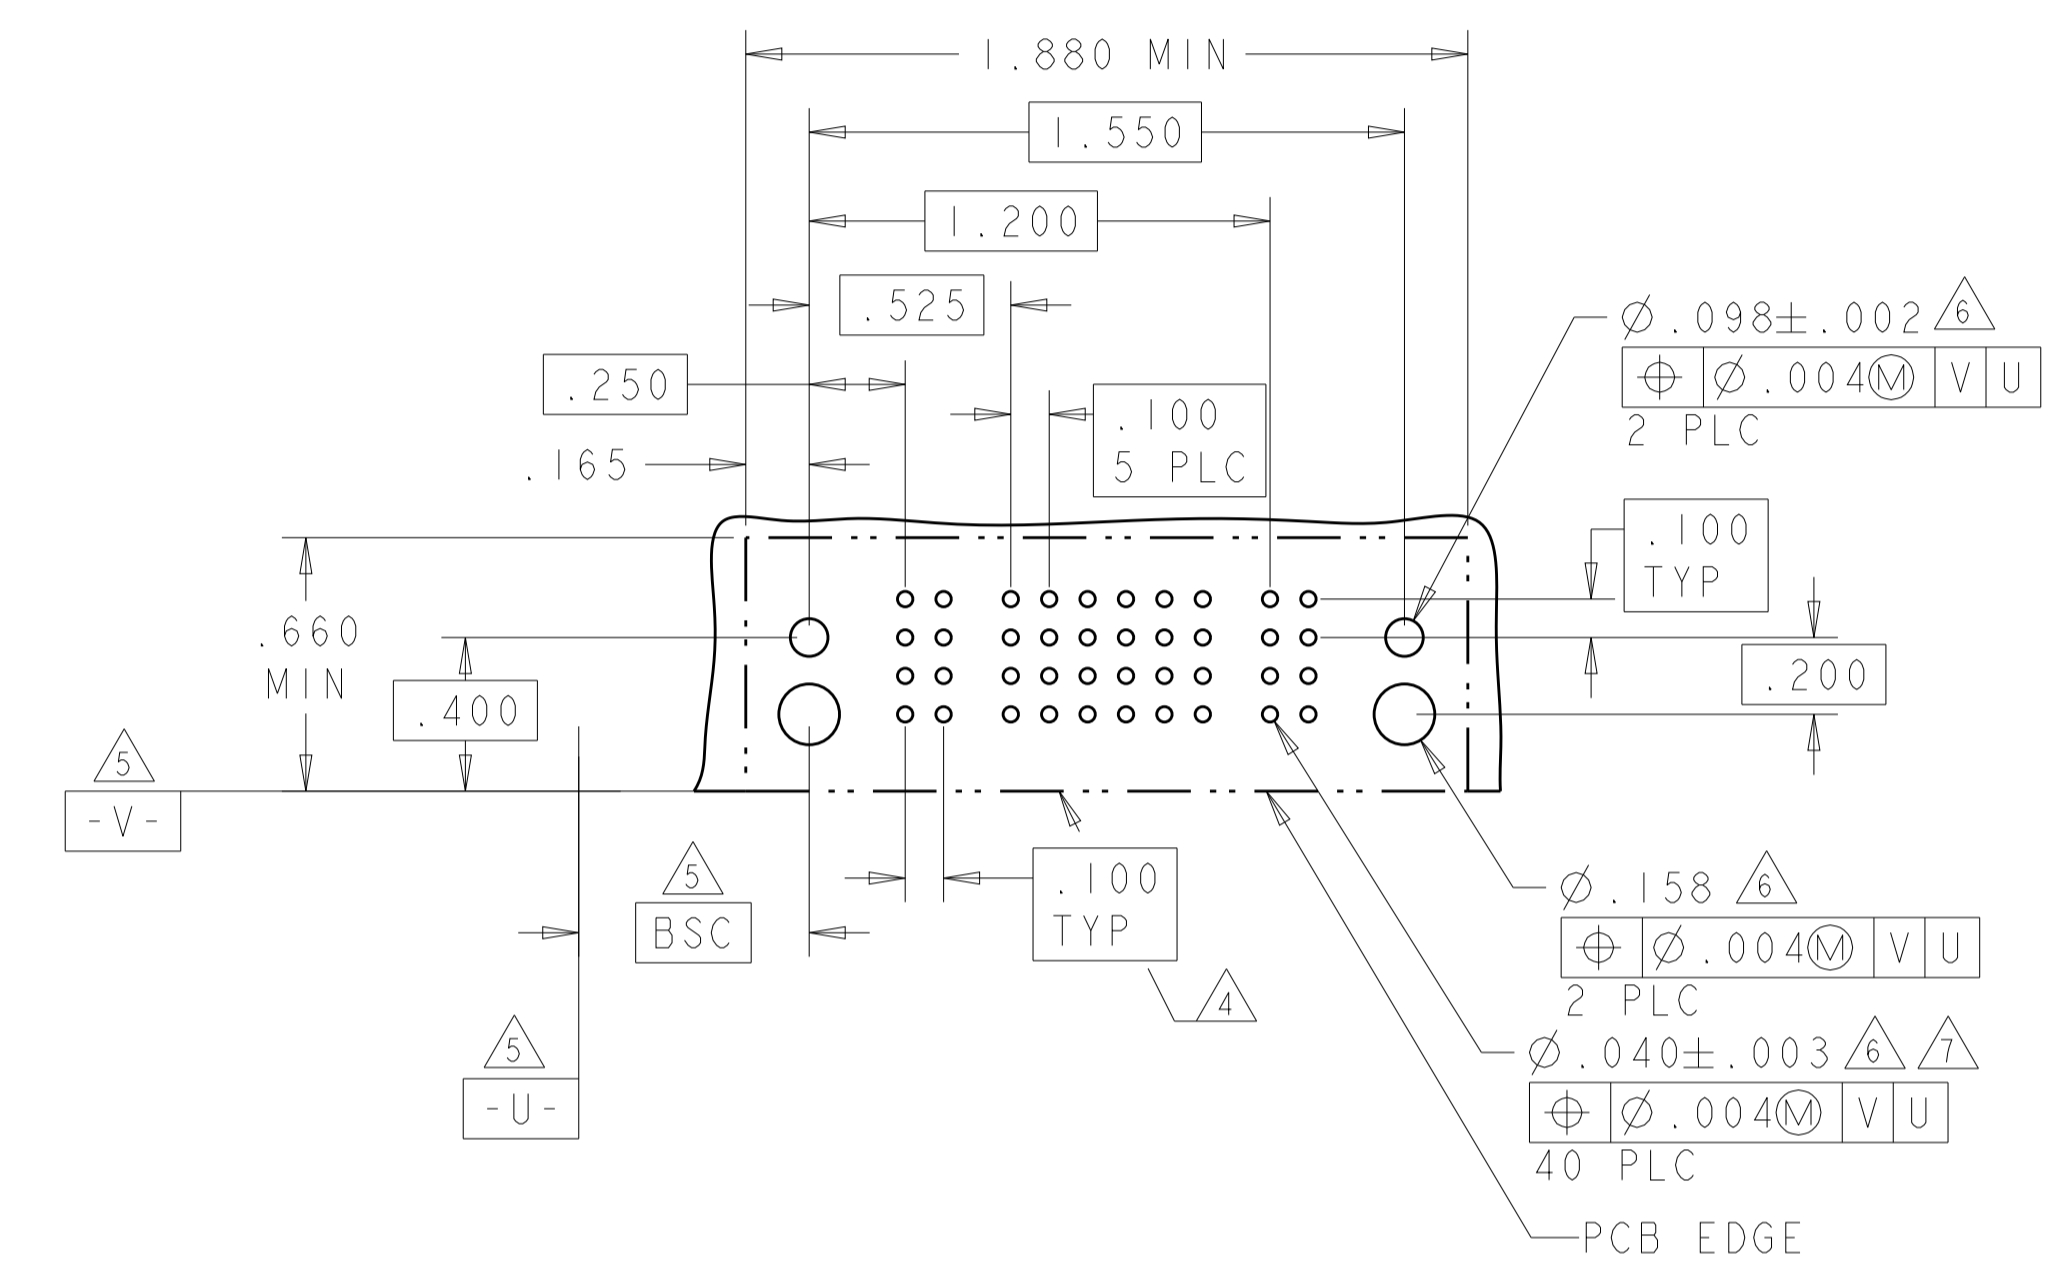 1.880 MIN
1.550
1.200
.525
⌀.098±.002 6
.250
.100
5 PLC
⌖ ⌀.004Ⓜ V U
2 PLC
.165
.100
TYP
.660
MIN
.400
.200
5
-V-
5
BSC
.100
TYP
⌀.158 6
⌖ ⌀.004Ⓜ V U
2 PLC
4
5
-U-
⌀.040±.003 6 7
⌖ ⌀.004Ⓜ V U
40 PLC
PCB EDGE